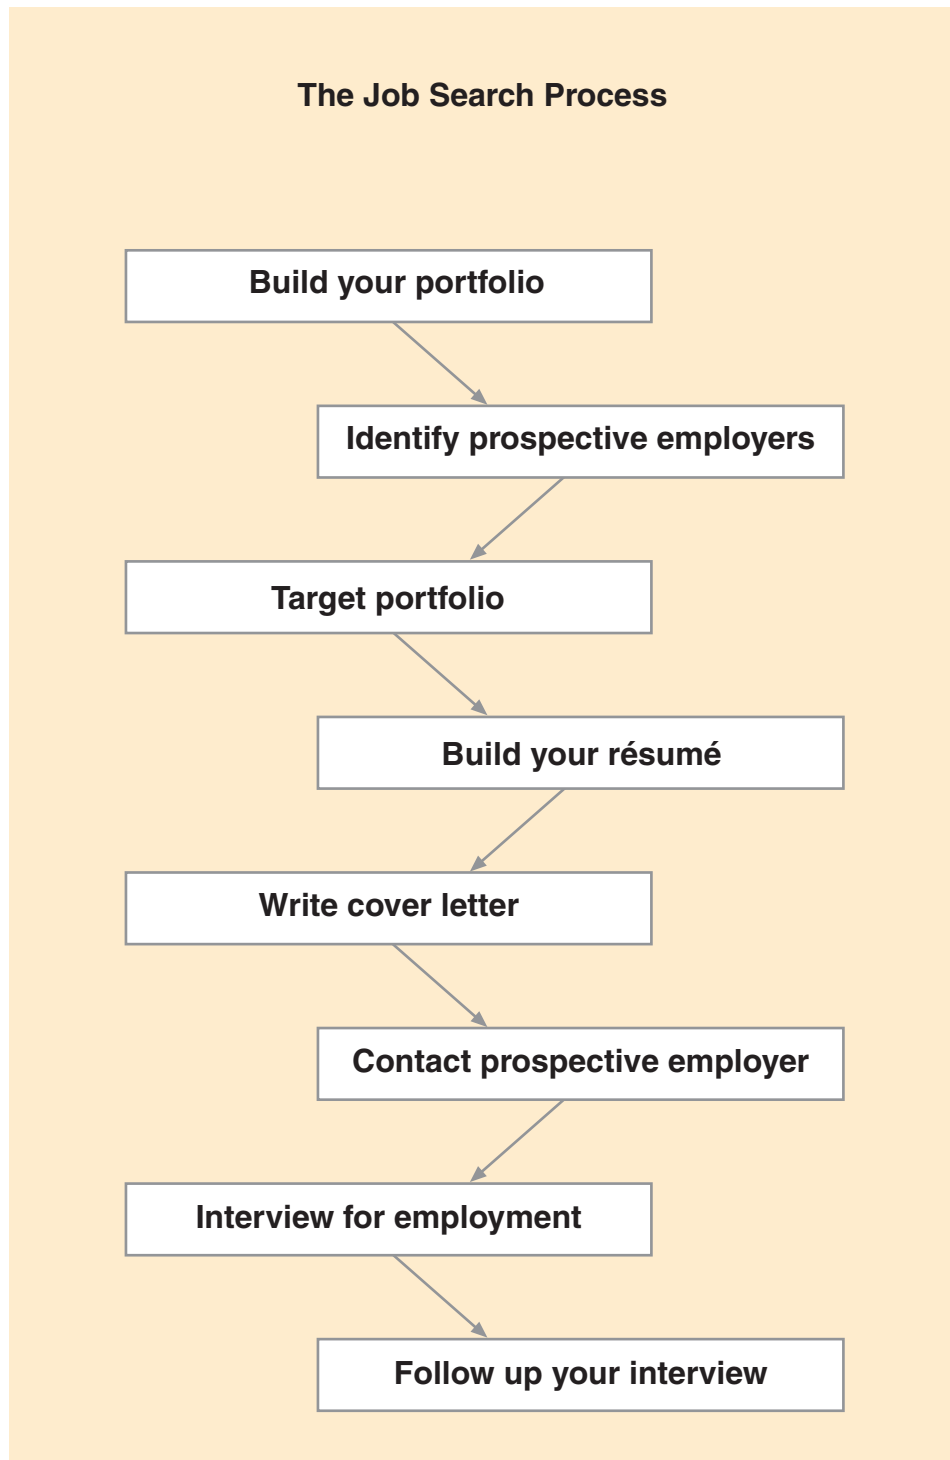 The Job Search Process
Build your portfolio
Identify prospective employers
Target portfolio
Build your résumé
Write cover letter
Contact prospective employer
Interview for employment
Follow up your interview